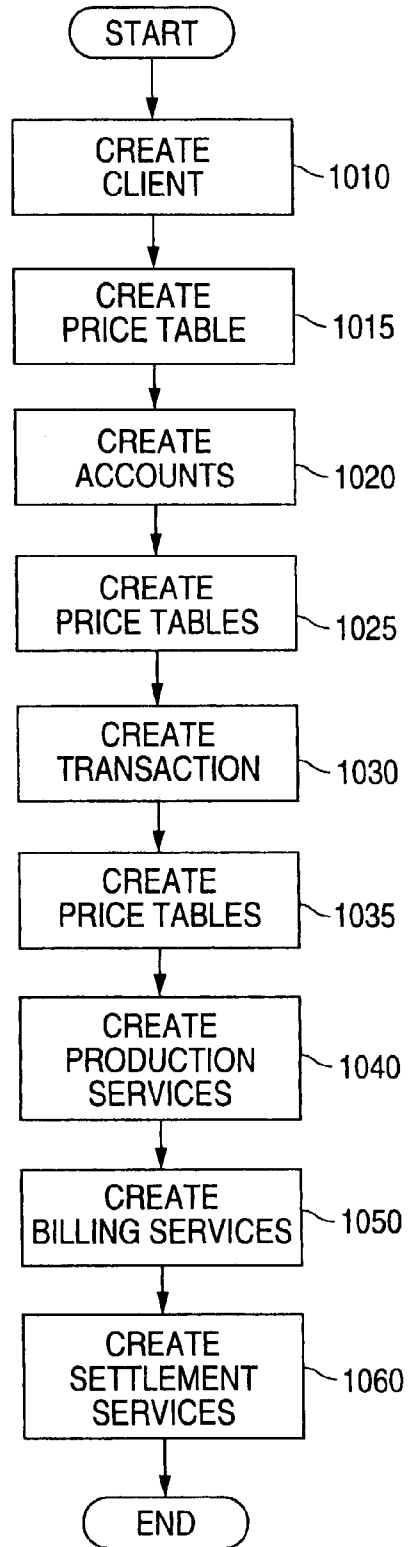 START
CREATE
CLIENT
1010
CREATE
PRICE TABLE
1015
CREATE
ACCOUNTS
1020
CREATE
PRICE TABLES
1025
CREATE
TRANSACTION
1030
CREATE
PRICE TABLES
1035
CREATE
PRODUCTION
SERVICES
1040
CREATE
BILLING SERVICES
1050
CREATE
SETTLEMENT
SERVICES
1060
END